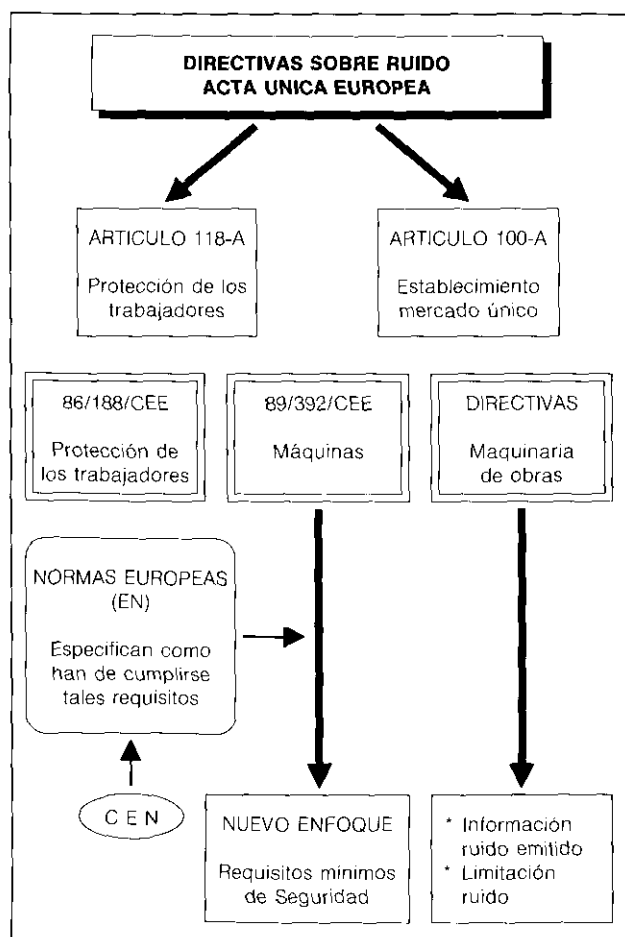 DIRECTIVAS SOBRE RUIDO
ACTA UNICA EUROPEA
ARTICULO 118-A
Protección de los
trabajadores
ARTICULO 100-A
Establecimiento
mercado único
86/188/CEE
Protección de
los trabajadores
89/392/CEE
Máquinas
DIRECTIVAS
Maquinaria
de obras
NORMAS EUROPEAS
(EN)
Especifican como
han de cumplirse
tales requisitos
C E N
NUEVO ENFOQUE
Requisitos mínimos
de Seguridad
* Información
ruido emitido
* Limitación
ruido